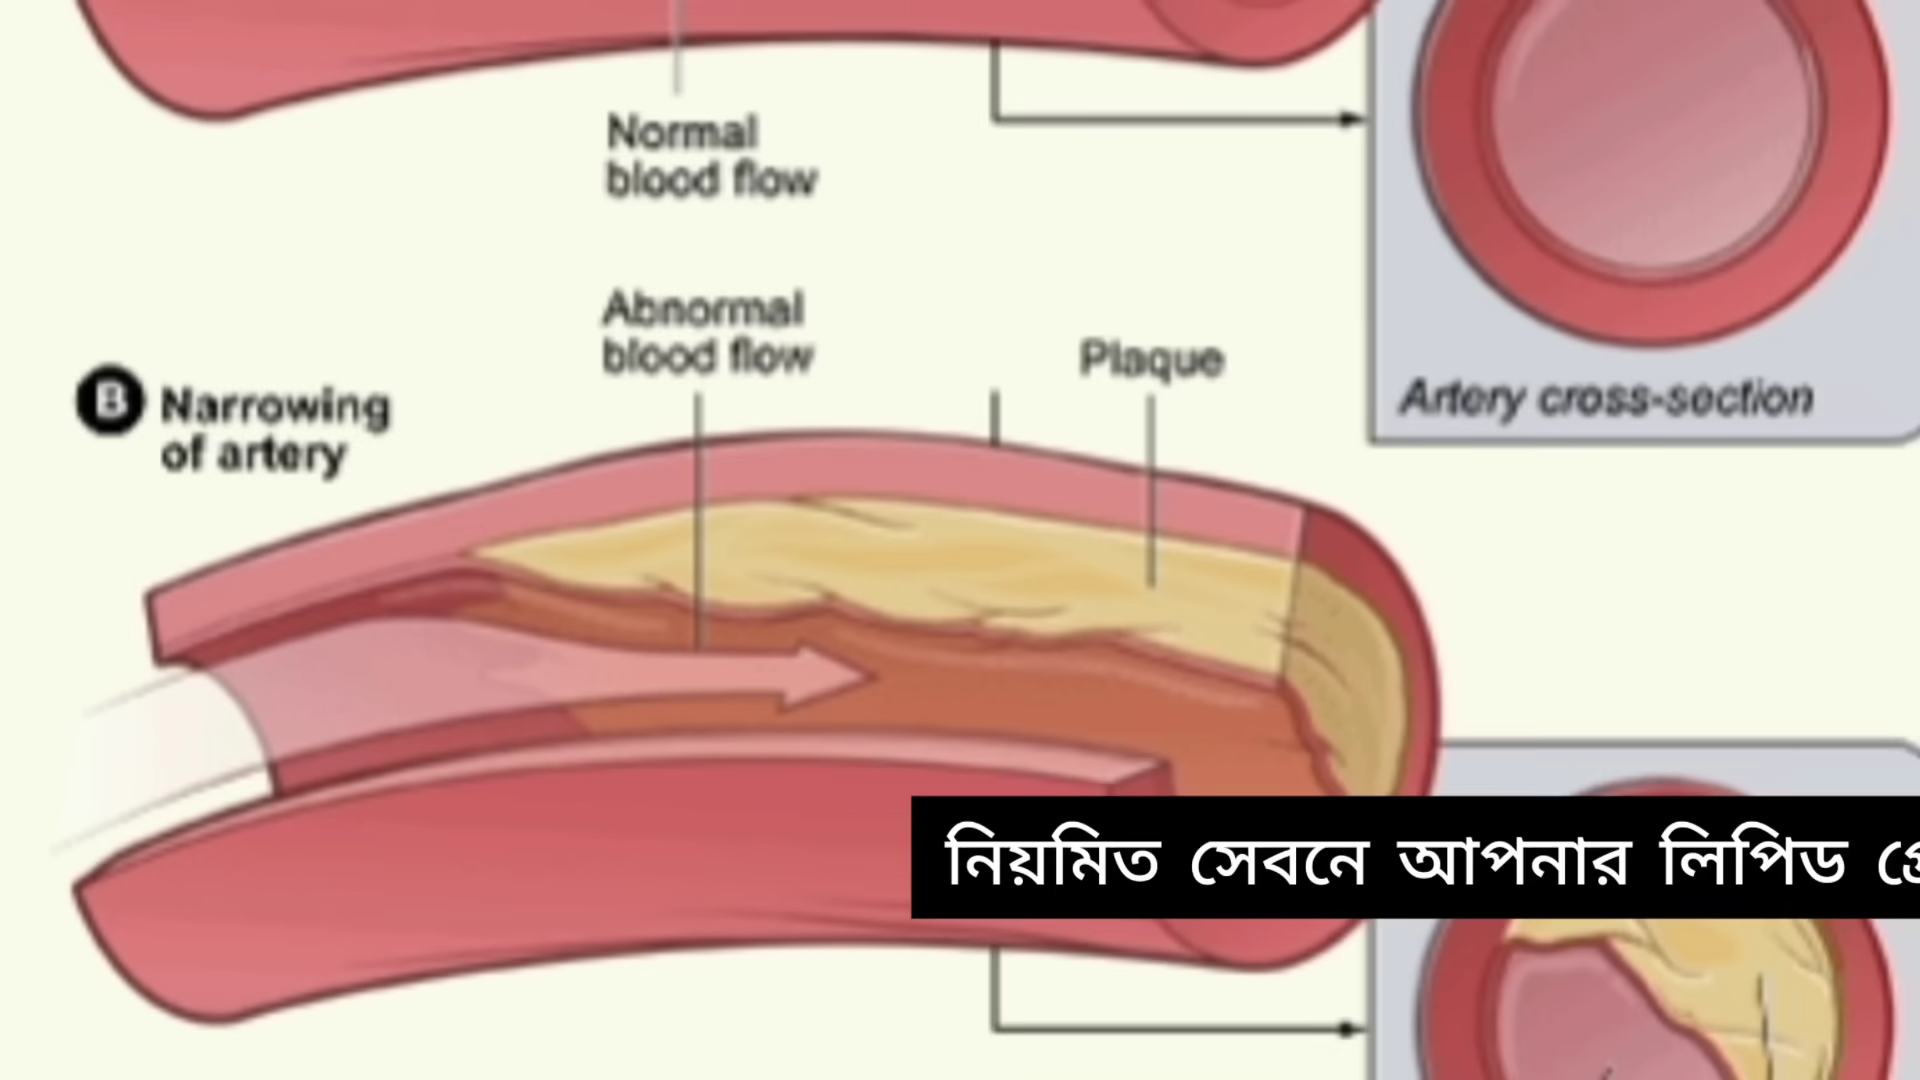 Normal
blood flow
Abnormal
blood flow
Plaque
B Narrowing
of artery
Artery cross-section
নিয়মিত সেবনে আপনার লিপিড